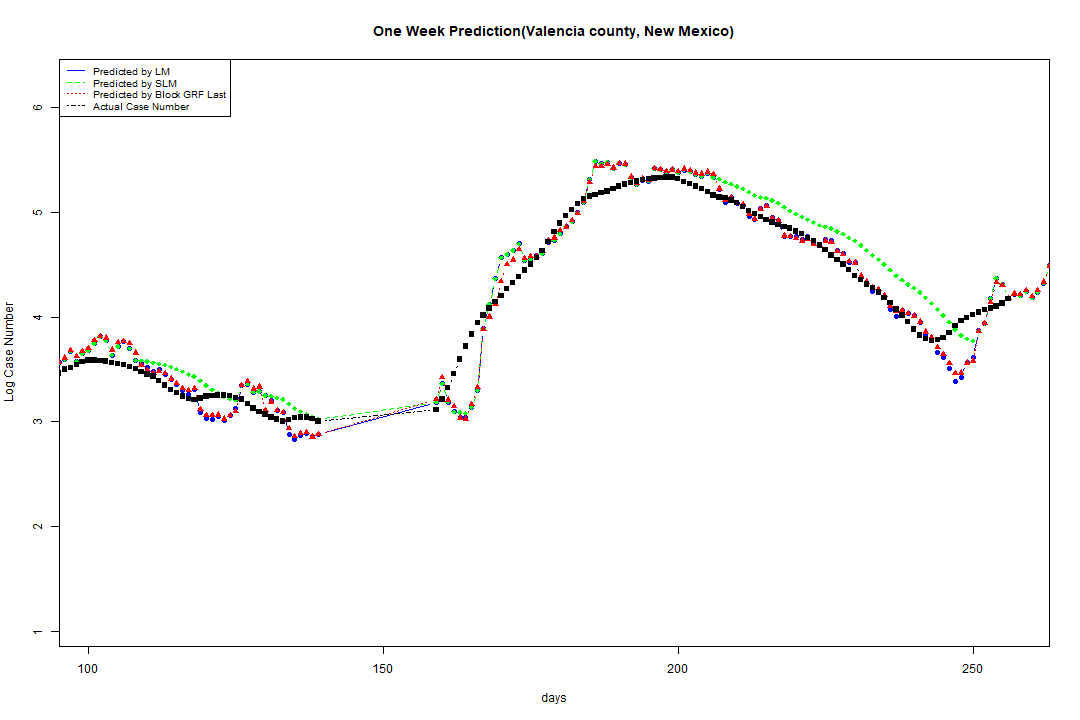 One Week Prediction(Valencia county, New Mexico)
Predicted by LM
Predicted by SLM
Predicted by Block GRF Last
Actual Case Number
Log Case Number
6
5
4
3
2
1
100 150 200 250
days